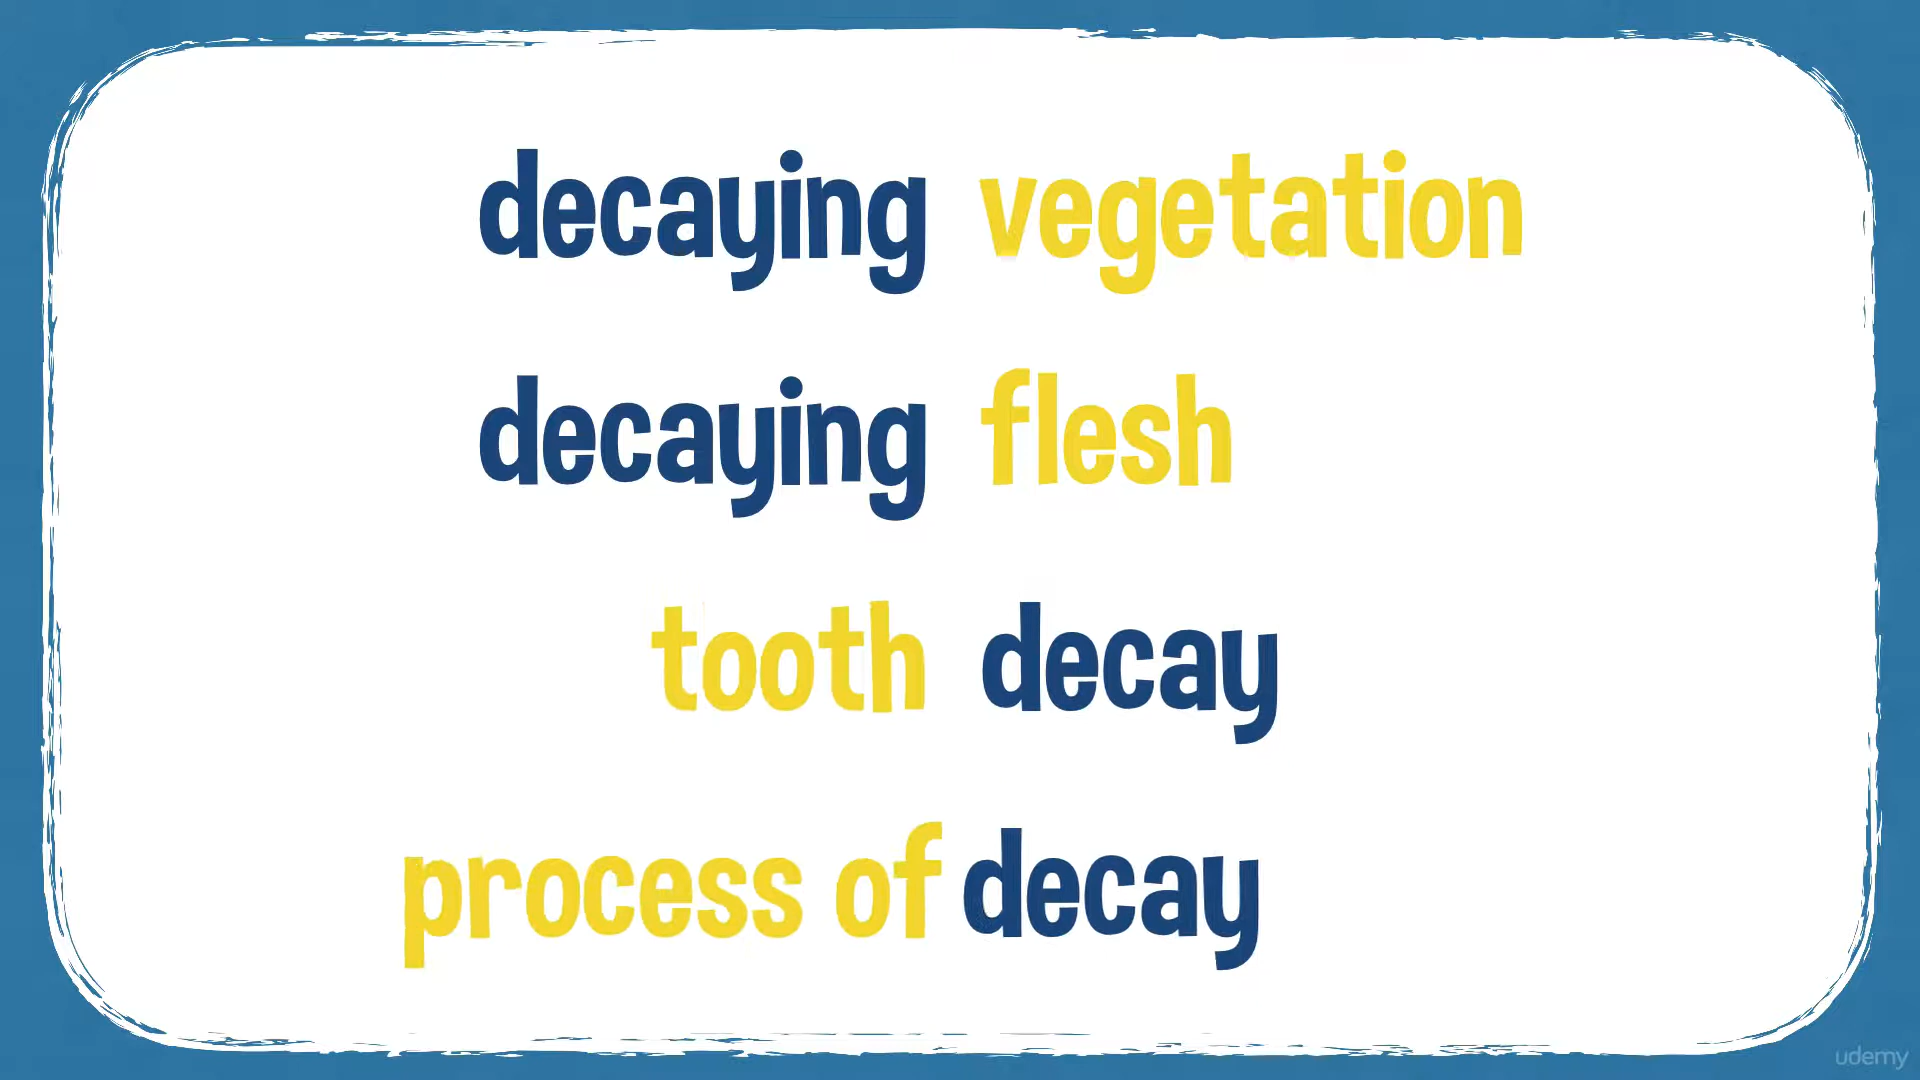 decaying vegetation
decaying flesh
tooth decay
process of decay
udemy